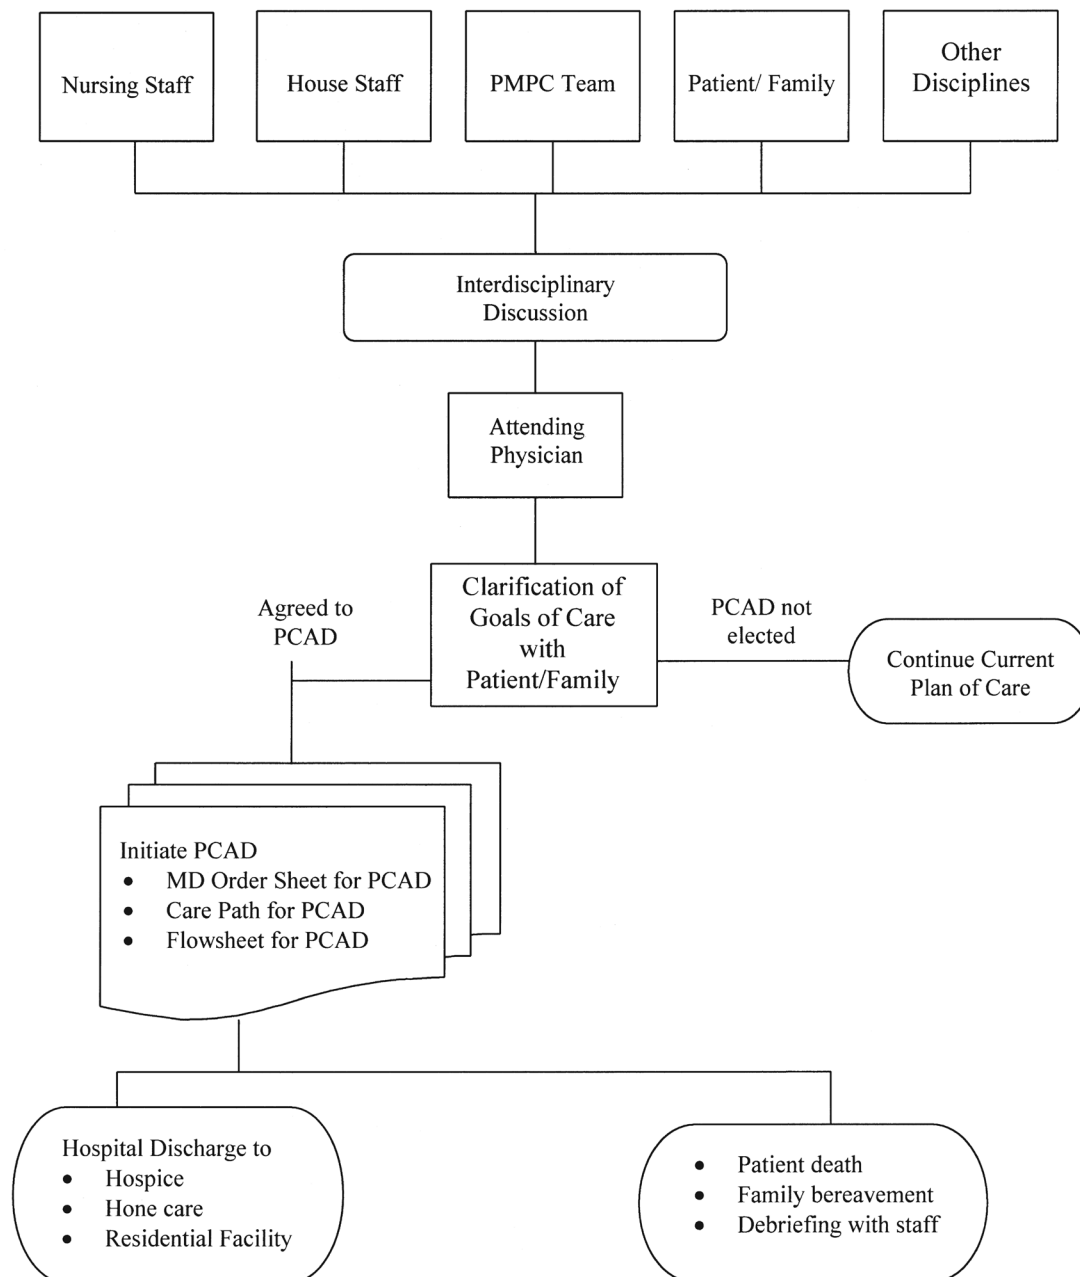 Nursing Staff
House Staff
PMPC Team
Patient/ Family
Other
Disciplines
Interdisciplinary
Discussion
Attending
Physician
Clarification of
Goals of Care
with
Patient/Family
Agreed to
PCAD
PCAD not
elected
Continue Current
Plan of Care
Initiate PCAD
• MD Order Sheet for PCAD
• Care Path for PCAD
• Flowsheet for PCAD
Hospital Discharge to
• Hospice
• Hone care
• Residential Facility
• Patient death
• Family bereavement
• Debriefing with staff